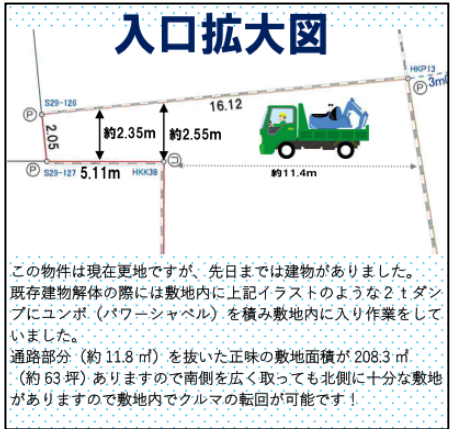 入口拡大図
HKP13
3m
S29-126
16.12
2.05
約2.35m
約2.55m
S29-127
5.11m
HKK38
約11.4m
この物件は現在更地ですが、先日までは建物がありました。
既存建物解体の際には敷地内に上記イラストのような２ｔダン
プにユンボ（パワーシャベル）を積み敷地内に入り作業をして
いました。
通路部分（約11.8㎡）を抜いた正味の敷地面積が208.3㎡
（約63坪）ありますので南側を広く取っても北側に十分な敷地
がありますので敷地内でクルマの転回が可能です！